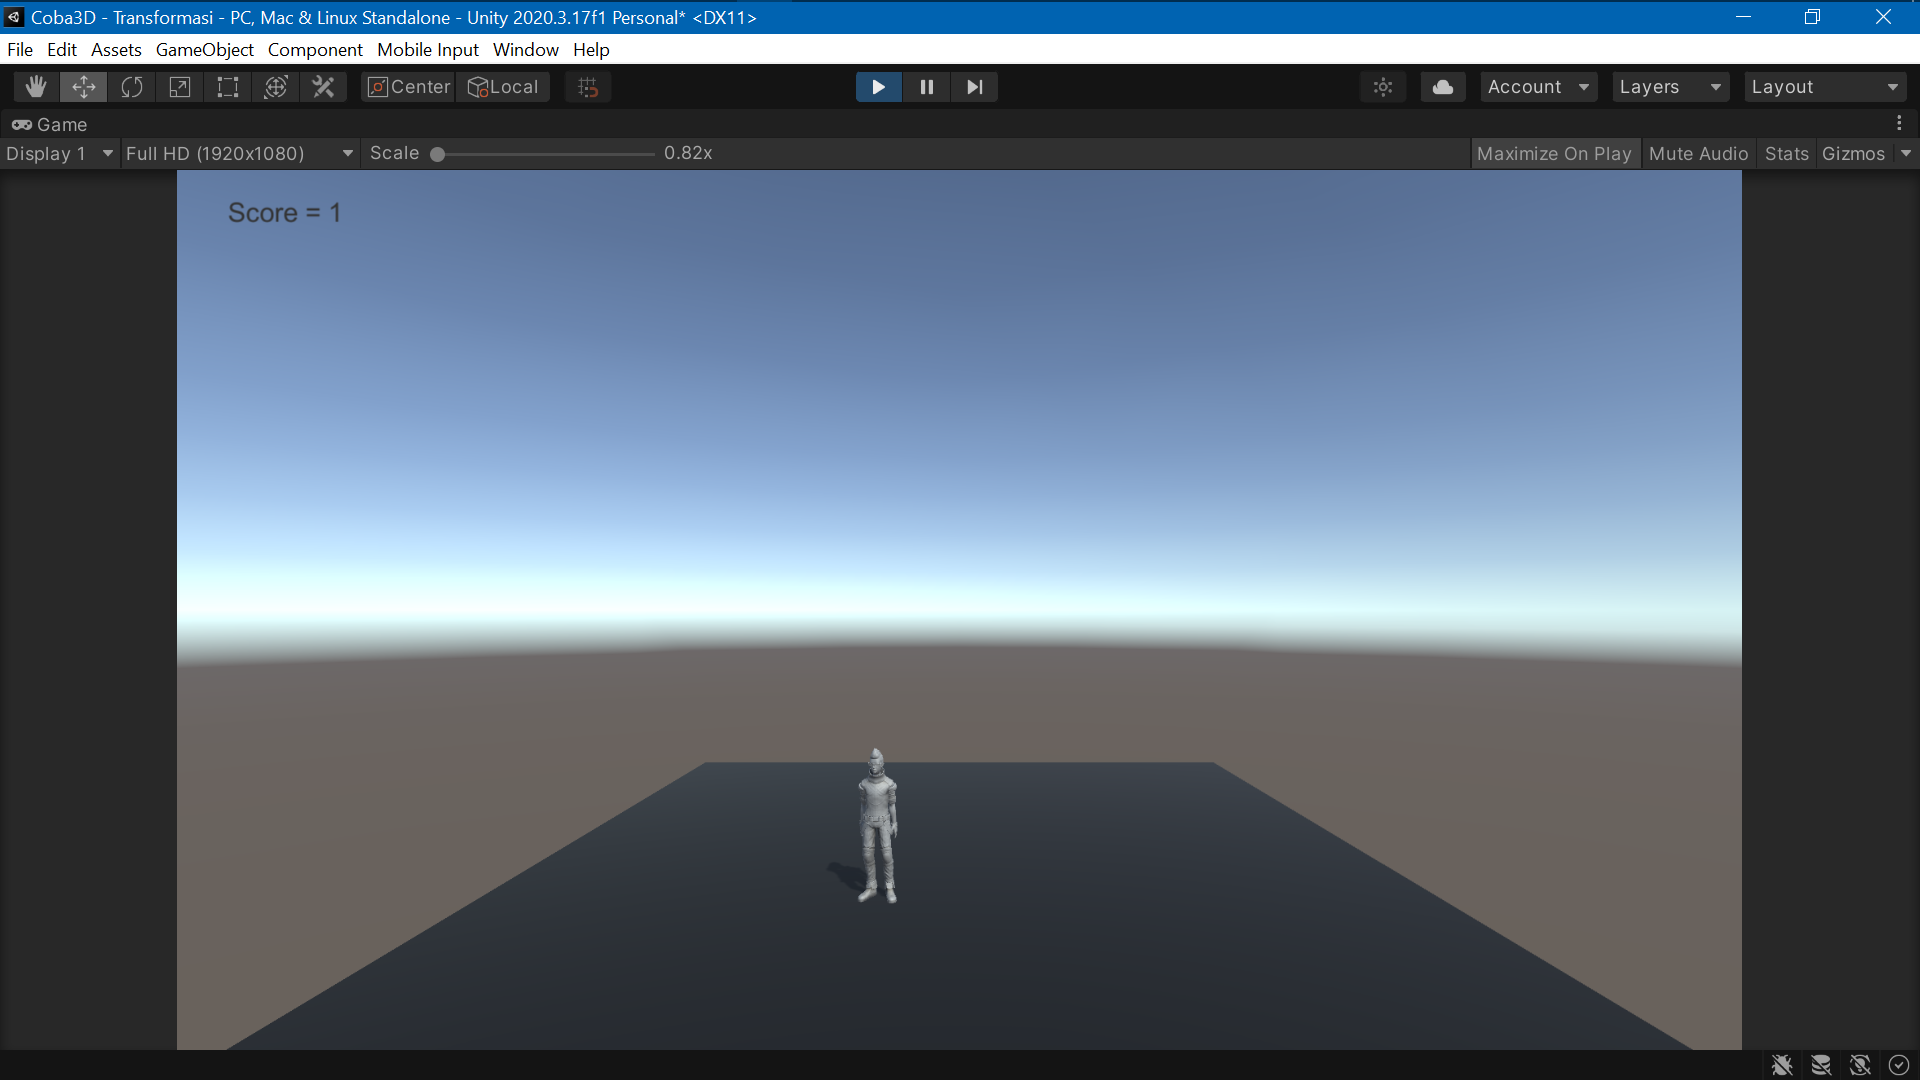 Coba3D - Transformasi - PC, Mac & Linux Standalone - Unity 2020.3.17f1 Personal* <DX11>
File Edit Assets GameObject Component Mobile Input Window Help
Center Local Account Layers Layout
Game
Display 1 Full HD (1920x1080) Scale 0.82x Maximize On Play Mute Audio Stats Gizmos
Score = 1